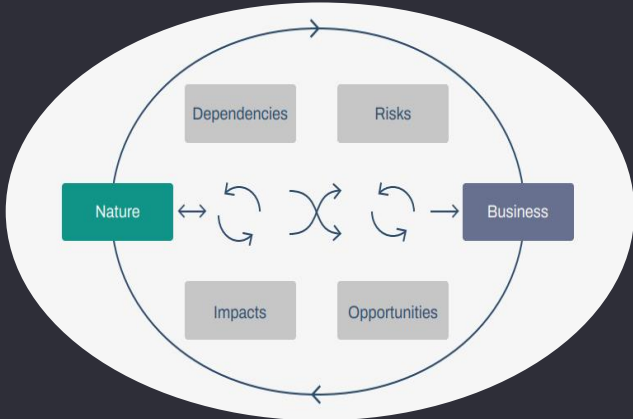 Dependencies
Risks
Nature
Business
Impacts
Opportunities